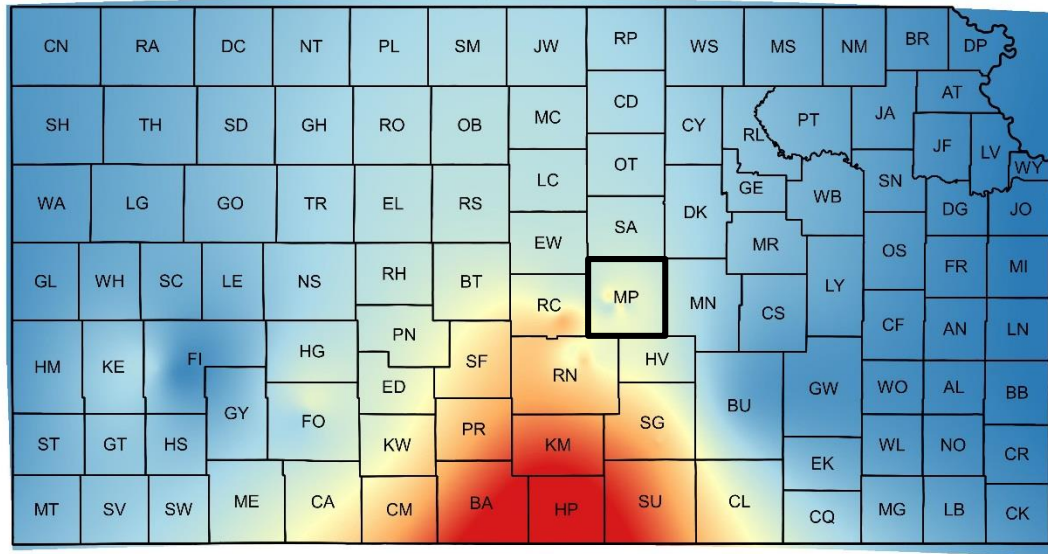 CN RA DC NT PL SM JW RP WS MS NM BR DP
SH TH SD GH RO OB MC CD CY RL PT JA AT
JF LV WY
LC OT GE WB SN
WA LG GO TR EL RS DK DG JO
EW SA MR OS
GL WH SC LE NS RH BT RC MP MN CS LY FR MI
HM KE FI HG PN SF RN HV CF AN LN
GY FO ED BU GW WO AL BB
ST GT HS KW PR KM SG EK WL NO CR
MT SV SW ME CA CM BA HP SU CL CQ MG LB CK